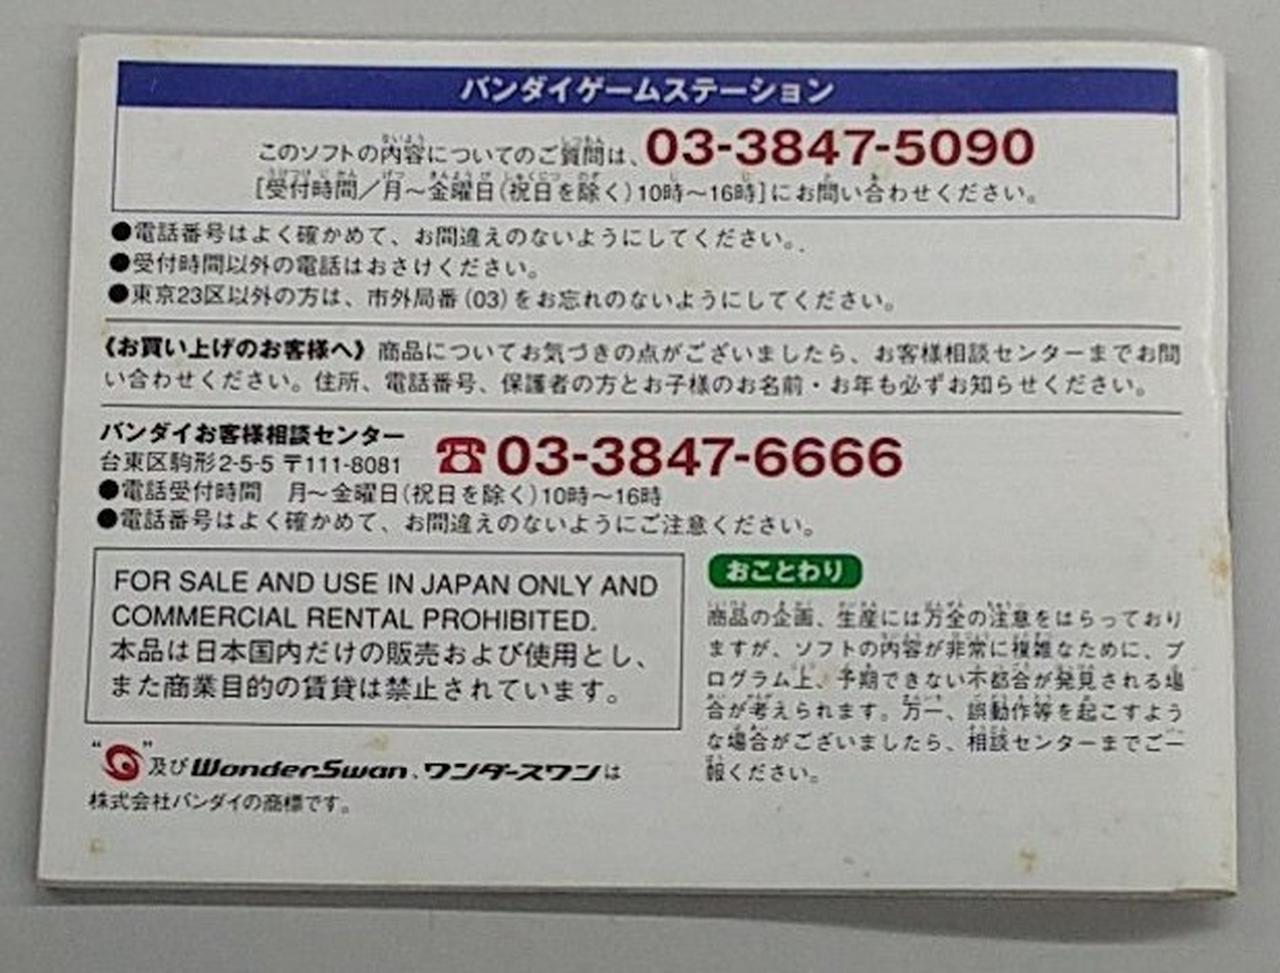 バンダイゲームステーション
このソフトの内容についてのご質問は、03-3847-5090
[受付時間／月～金曜日(祝日を除く)10時～16時]にお問い合わせください。
●電話番号はよく確かめて、お間違えのないようにしてください。
●受付時間以外の電話はおさけください。
●東京23区以外の方は、市外局番(03)をお忘れのないようにしてください。
《お買い上げのお客様へ》商品についてお気づきの点がございましたら、お客様相談センターまでお問
い合わせください。住所、電話番号、保護者の方とお子様のお名前・お年も必ずお知らせください。
バンダイお客様相談センター
台東区駒形2-5-5 〒111-8081
☎03-3847-6666
●電話受付時間　月～金曜日(祝日を除く)10時～16時
●電話番号はよく確かめて、お間違えのないようにご注意ください。
FOR SALE AND USE IN JAPAN ONLY AND
COMMERCIAL RENTAL PROHIBITED.
本品は日本国内だけの販売および使用とし、
また商業目的の賃貸は禁止されています。
“ ”及びWonderSwan、ワンダースワンは
株式会社バンダイの商標です。
おことわり
商品の企画、生産には万全の注意をはらっており
ますが、ソフトの内容が非常に複雑なために、プ
ログラム上、予期できない不都合が発見される場
合が考えられます。万一、誤動作等を起こすよう
な場合がございましたら、相談センターまでご一
報ください。